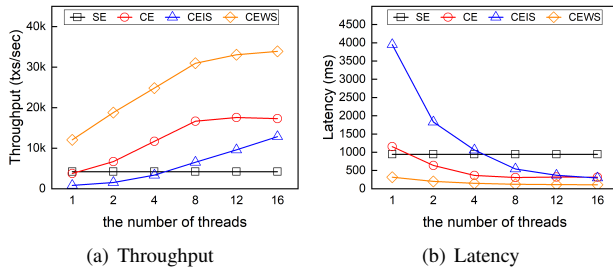 SE CE CEIS CEWS
Throughput (txs/sec)
40k
30k
20k
10k
0
1 2 4 8 12 16
the number of threads
(a) Throughput
SE CE CEIS CEWS
Latency (ms)
4500
4000
3500
3000
2500
2000
1500
1000
500
0
1 2 4 8 12 16
the number of threads
(b) Latency